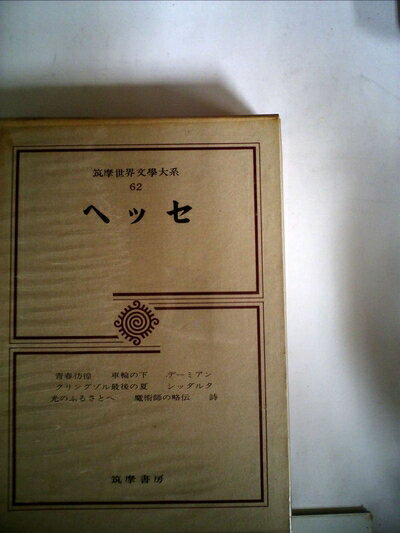 筑摩世界文學大系
62
ヘッセ
青春彷徨 車輪の下 デーミアン
クリングゾル最後の夏 シッダルタ
光のふるさとへ 魔術師の略伝 詩
筑摩書房